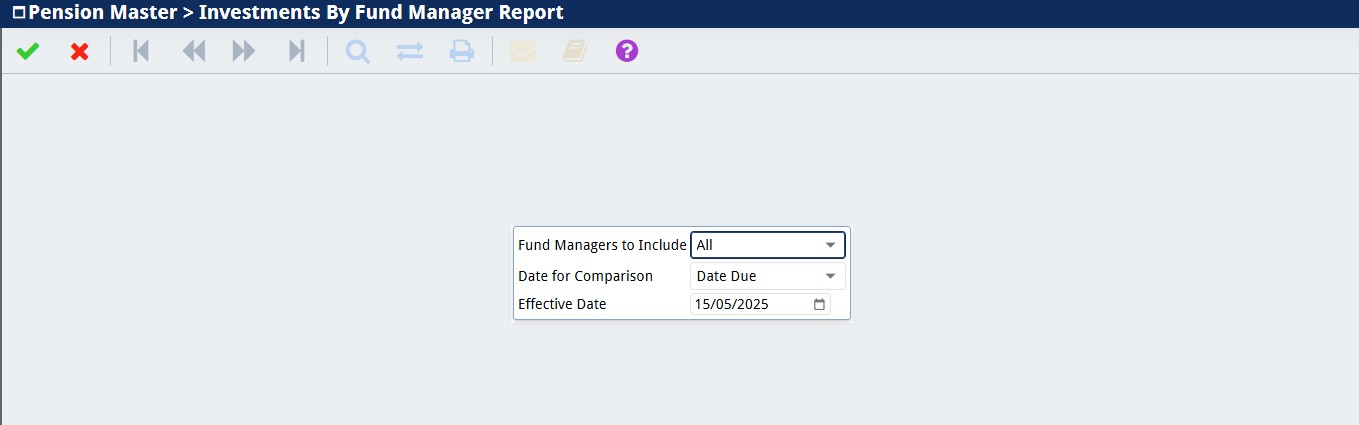 Pension Master > Investments By Fund Manager Report
?
Fund Managers to Include All
Date for Comparison Date Due
Effective Date 15/05/2025